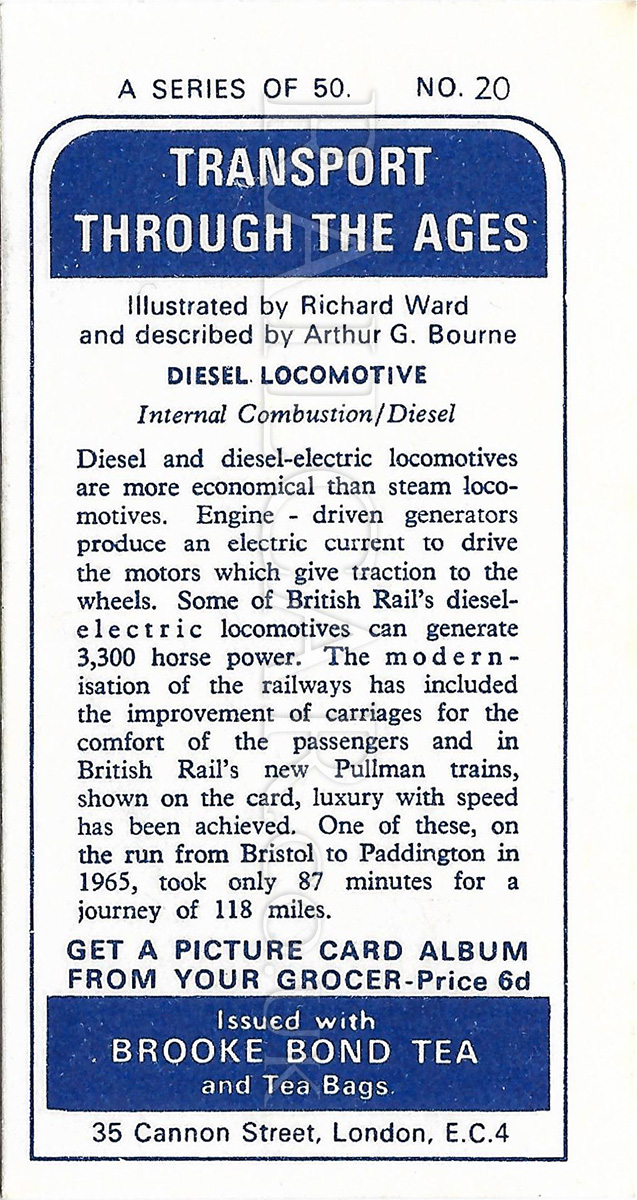 A SERIES OF 50. NO. 20
TRANSPORT
THROUGH THE AGES
Illustrated by Richard Ward
and described by Arthur G. Bourne
DIESEL LOCOMOTIVE
Internal Combustion/Diesel
Diesel and diesel-electric locomotives
are more economical than steam loco-
motives. Engine - driven generators
produce an electric current to drive
the motors which give traction to the
wheels. Some of British Rail's diesel-
electric locomotives can generate
3,300 horse power. The modern-
isation of the railways has included
the improvement of carriages for the
comfort of the passengers and in
British Rail's new Pullman trains,
shown on the card, luxury with speed
has been achieved. One of these, on
the run from Bristol to Paddington in
1965, took only 87 minutes for a
journey of 118 miles.
GET A PICTURE CARD ALBUM
FROM YOUR GROCER-Price 6d
Issued with
BROOKE BOND TEA
and Tea Bags.
35 Cannon Street, London, E.C.4